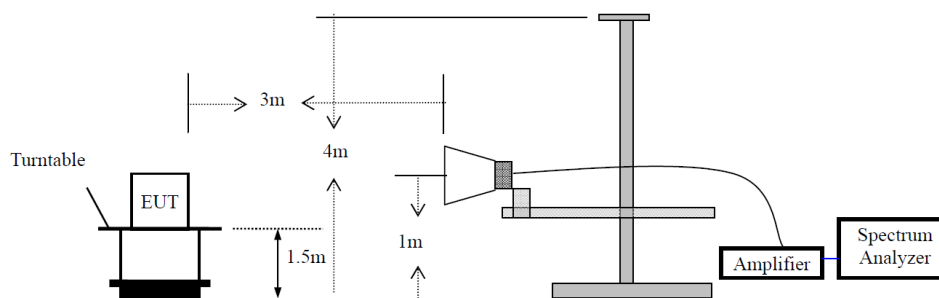 3m
4m
Turntable
EUT
1m
1.5m
Spectrum
Analyzer
Amplifier